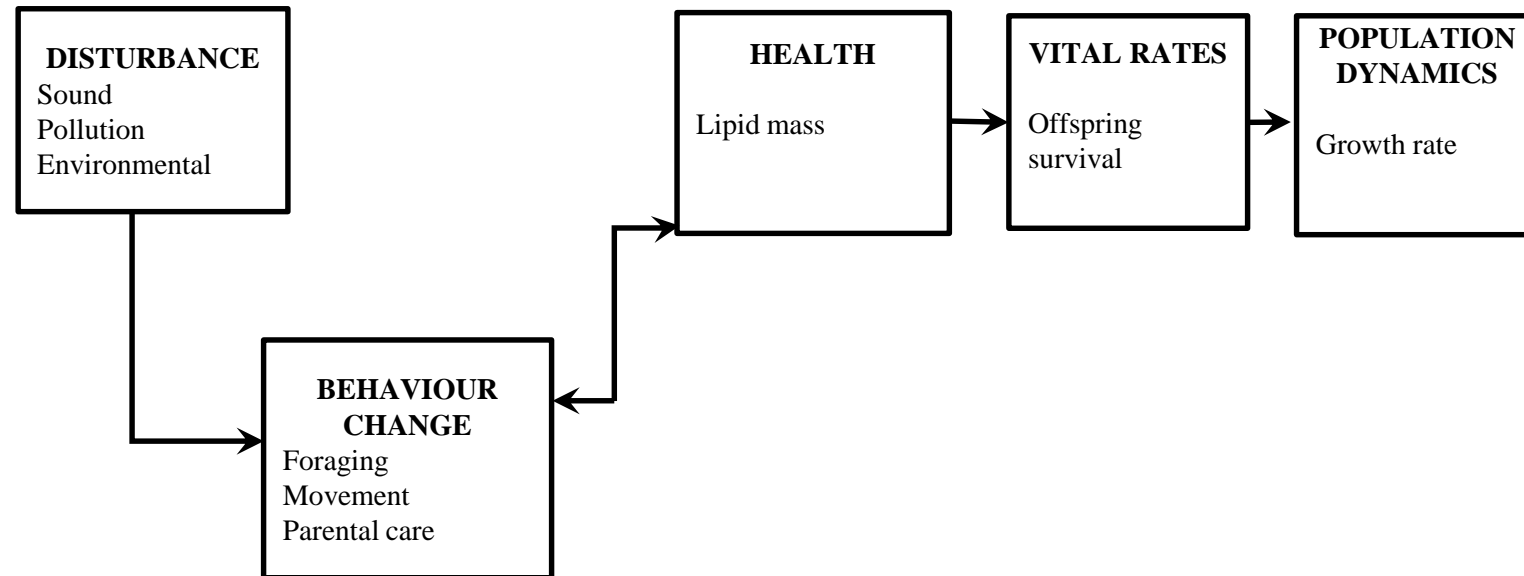 DISTURBANCE
Sound
Pollution
Environmental
BEHAVIOUR
CHANGE
Foraging
Movement
Parental care
HEALTH
Lipid mass
VITAL RATES
Offspring
survival
POPULATION
DYNAMICS
Growth rate